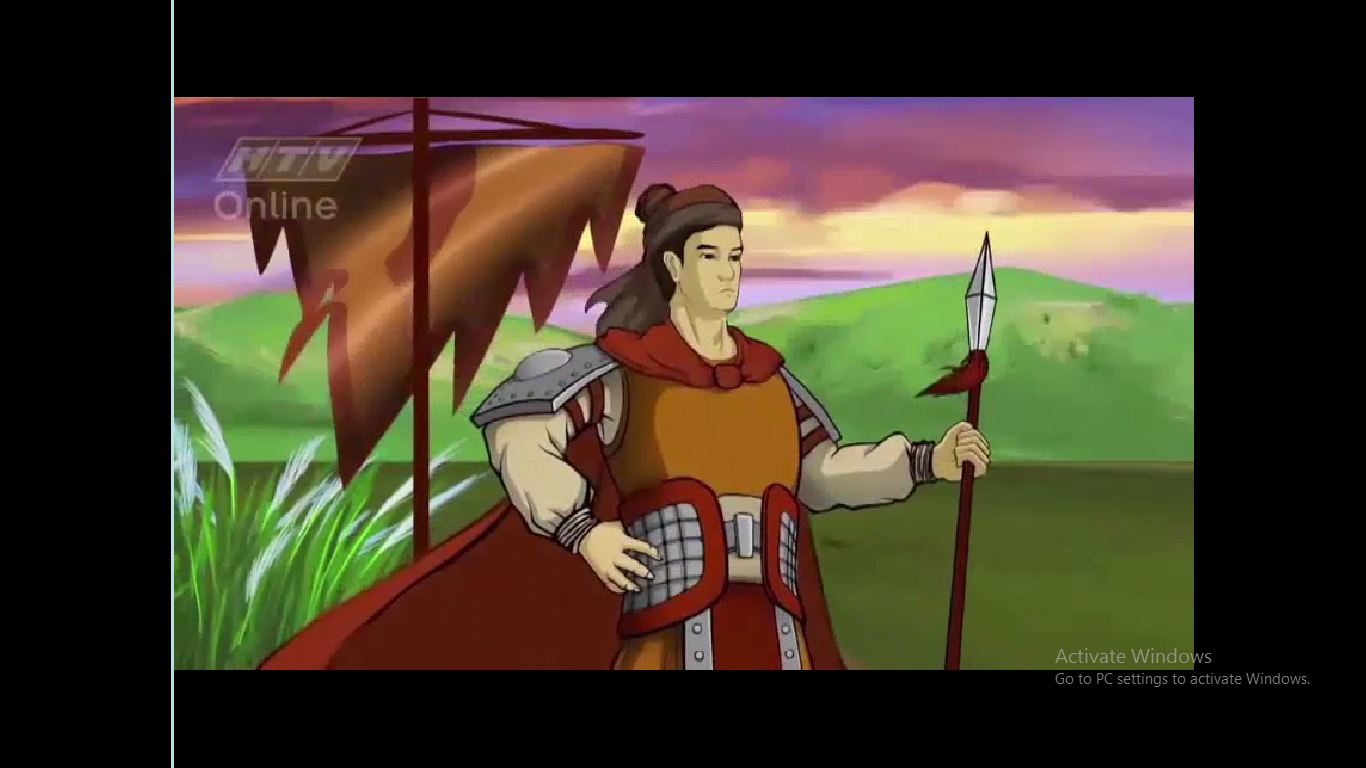 HTV
Online
Activate Windows
Go to PC settings to activate Windows.